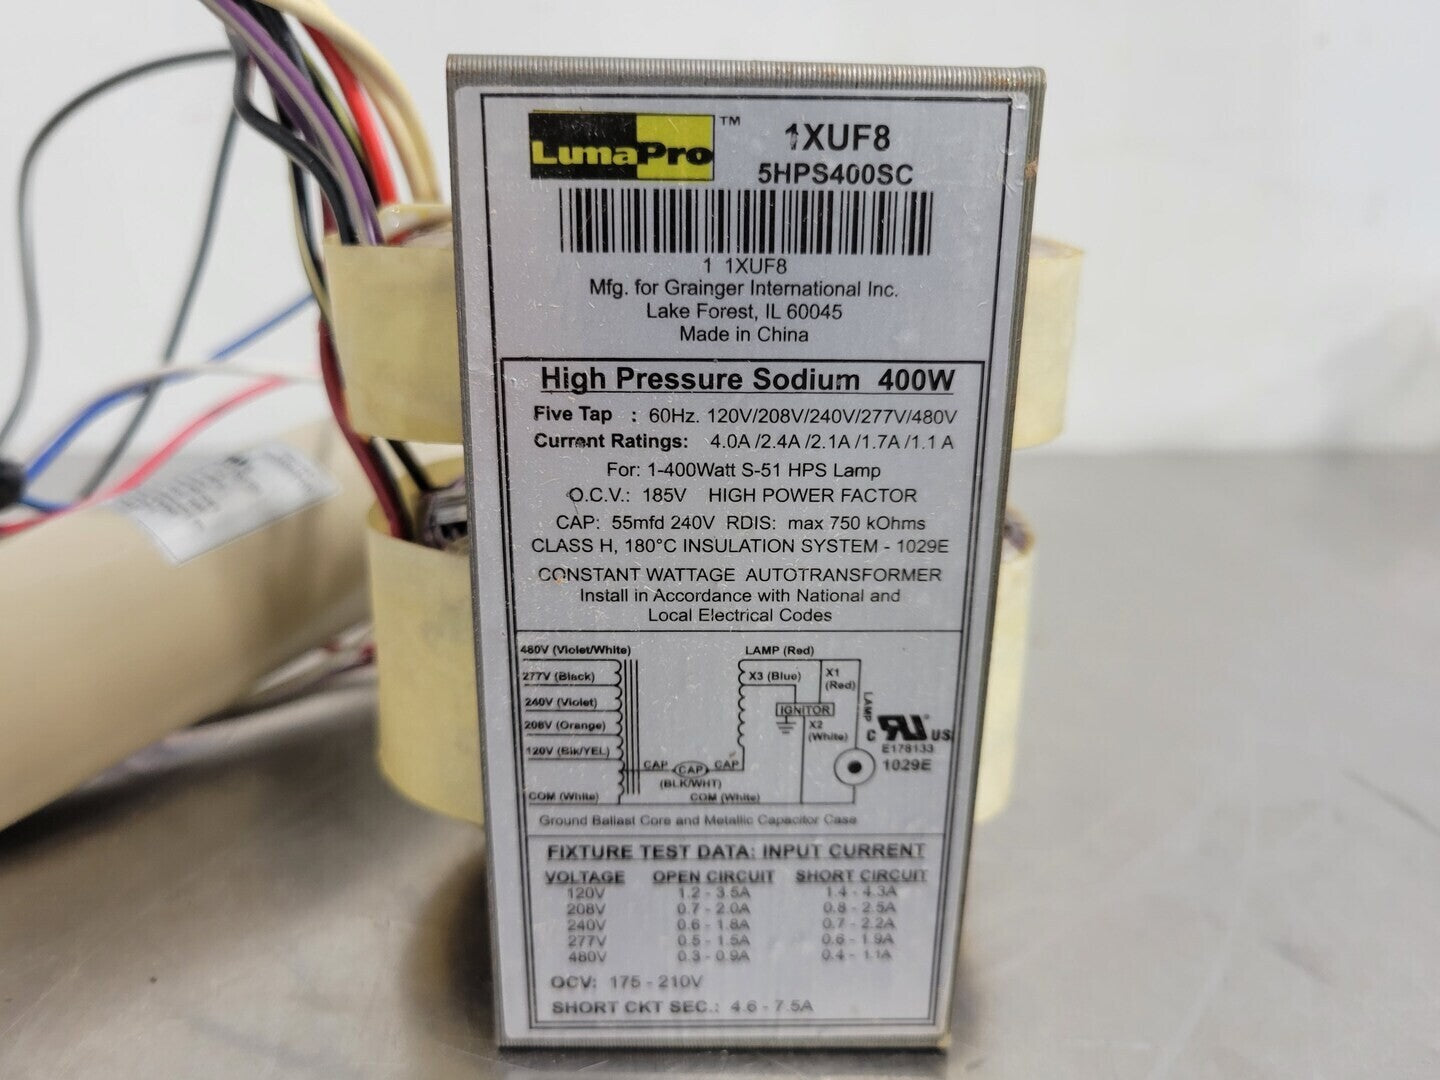 LumaPro™
1XUF8
5HPS400SC
1 1XUF8
Mfg. for Grainger International Inc.
Lake Forest, IL 60045
Made in China
High Pressure Sodium 400W
Five Tap : 60Hz. 120V/208V/240V/277V/480V
Current Ratings: 4.0A /2.4A /2.1A /1.7A /1.1 A
For: 1-400Watt S-51 HPS Lamp
O.C.V.: 185V HIGH POWER FACTOR
CAP: 55mfd 240V RDIS: max 750 kOhms
CLASS H, 180°C INSULATION SYSTEM - 1029E
CONSTANT WATTAGE AUTOTRANSFORMER
Install in Accordance with National and
Local Electrical Codes
480V (Violet/White)
277V (Black)
240V (Violet)
208V (Orange)
120V (Blk/YEL)
COM (White)
LAMP (Red)
X3 (Blue)
X1
(Red)
IGNITOR
X2
(White)
LAMP
CAP CAP CAP
(BLK/WHT)
COM (White)
C RU US
E178133
1029E
Ground Ballast Core and Metallic Capacitor Case
FIXTURE TEST DATA: INPUT CURRENT
VOLTAGE OPEN CIRCUIT SHORT CIRCUIT
120V 1.2 - 3.5A 1.4 - 4.3A
208V 0.7 - 2.0A 0.8 - 2.5A
240V 0.6 - 1.8A 0.7 - 2.2A
277V 0.5 - 1.5A 0.6 - 1.9A
480V 0.3 - 0.9A 0.4 - 1.1A
OCV: 175 - 210V
SHORT CKT SEC.: 4.6 - 7.5A